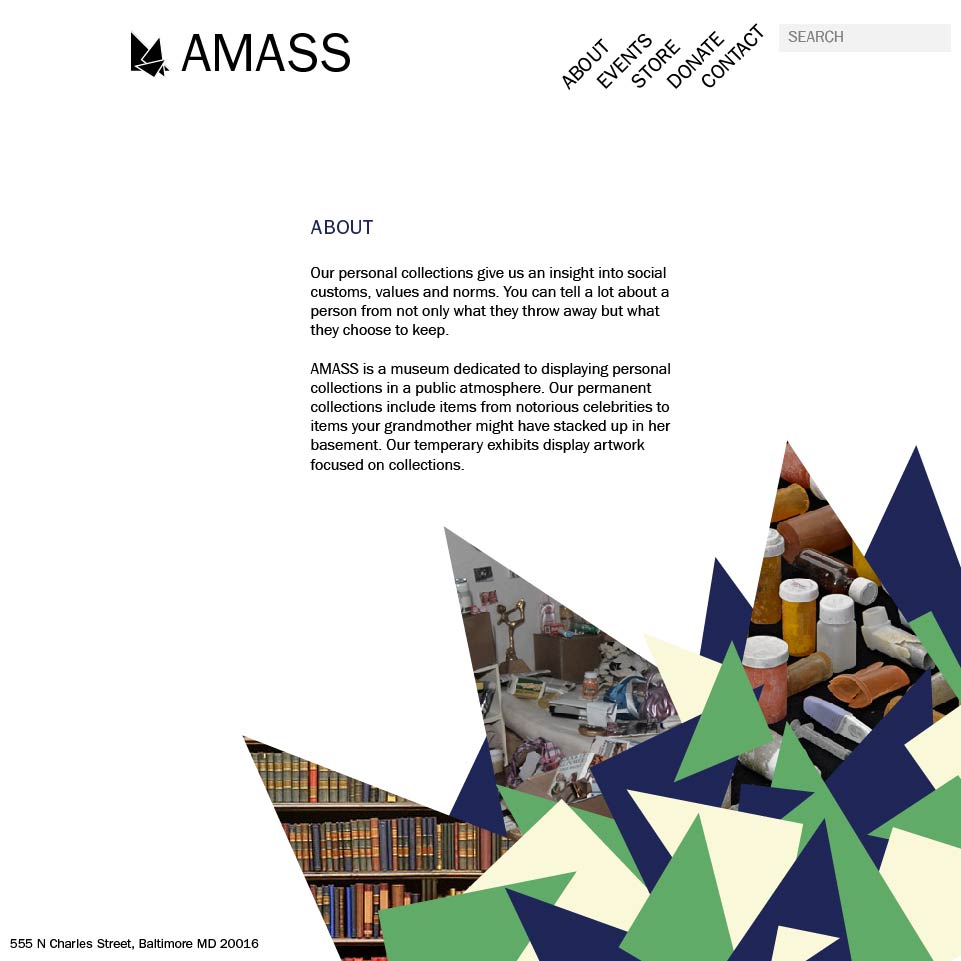 AMASS
ABOUT
EVENTS
STORE
DONATE
CONTACT
SEARCH
ABOUT
Our personal collections give us an insight into social
customs, values and norms. You can tell a lot about a
person from not only what they throw away but what
they choose to keep.
AMASS is a museum dedicated to displaying personal
collections in a public atmosphere. Our permanent
collections include items from notorious celebrities to
items your grandmother might have stacked up in her
basement. Our temperary exhibits display artwork
focused on collections.
555 N Charles Street, Baltimore MD 20016